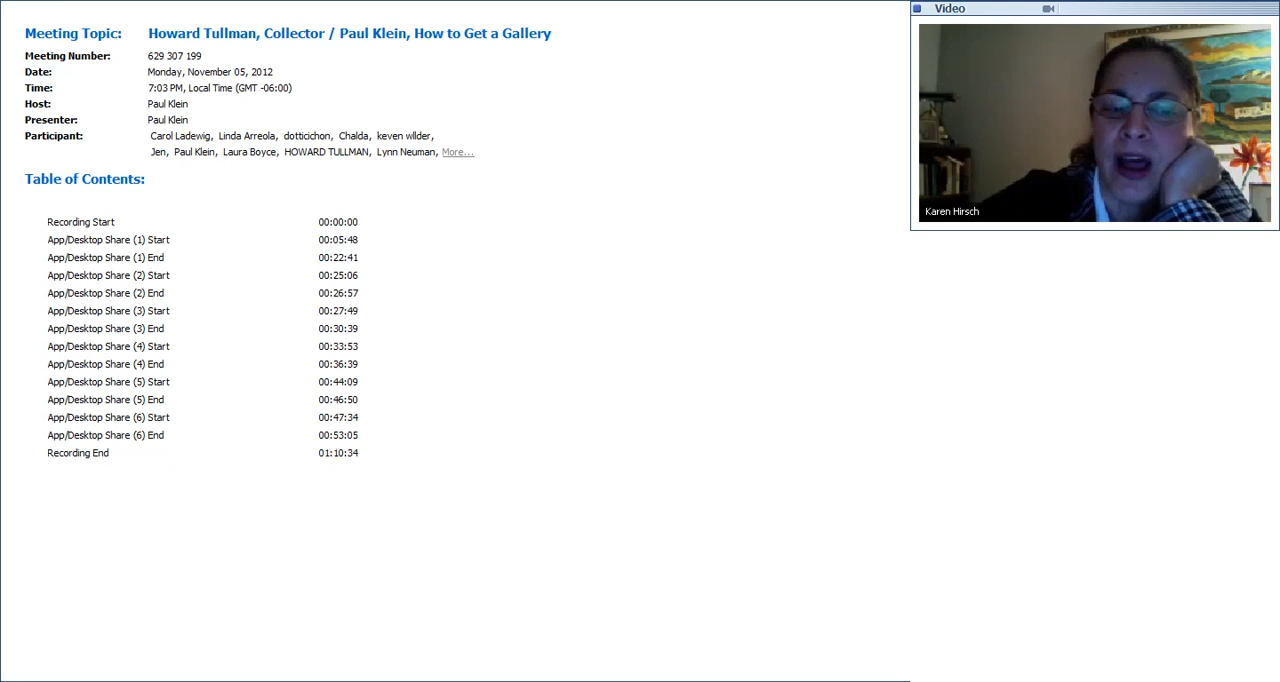 Video
Meeting Topic: Howard Tullman, Collector / Paul Klein, How to Get a Gallery
Meeting Number: 629 307 199
Date: Monday, November 05, 2012
Time: 7:03 PM, Local Time (GMT -06:00)
Host: Paul Klein
Presenter: Paul Klein
Participant: Carol Ladewig, Linda Arreola, dotticichon, Chalda, keven wilder,
Jen, Paul Klein, Laura Boyce, HOWARD TULLMAN, Lynn Neuman, More...
Table of Contents:
Recording Start 00:00:00
App/Desktop Share (1) Start 00:05:48
App/Desktop Share (1) End 00:22:41
App/Desktop Share (2) Start 00:25:06
App/Desktop Share (2) End 00:26:57
App/Desktop Share (3) Start 00:27:49
App/Desktop Share (3) End 00:30:39
App/Desktop Share (4) Start 00:33:53
App/Desktop Share (4) End 00:36:39
App/Desktop Share (5) Start 00:44:09
App/Desktop Share (5) End 00:46:50
App/Desktop Share (6) Start 00:47:34
App/Desktop Share (6) End 00:53:05
Recording End 01:10:34
Karen Hirsch